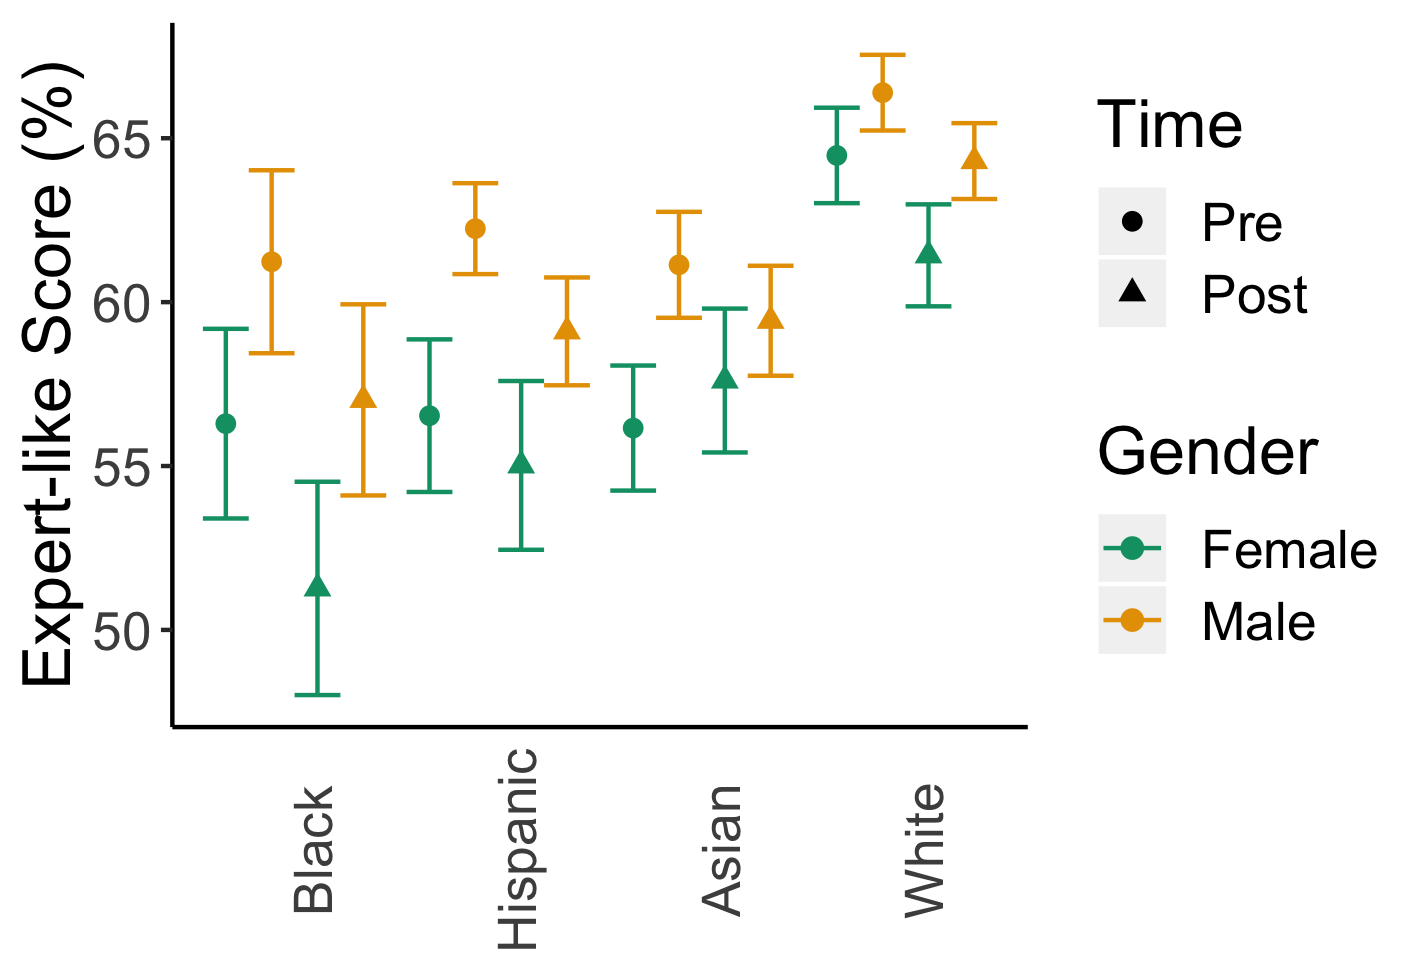 Expert-like Score (%)
65
60
55
50
Black
Hispanic
Asian
White
Time
Pre
Post
Gender
Female
Male